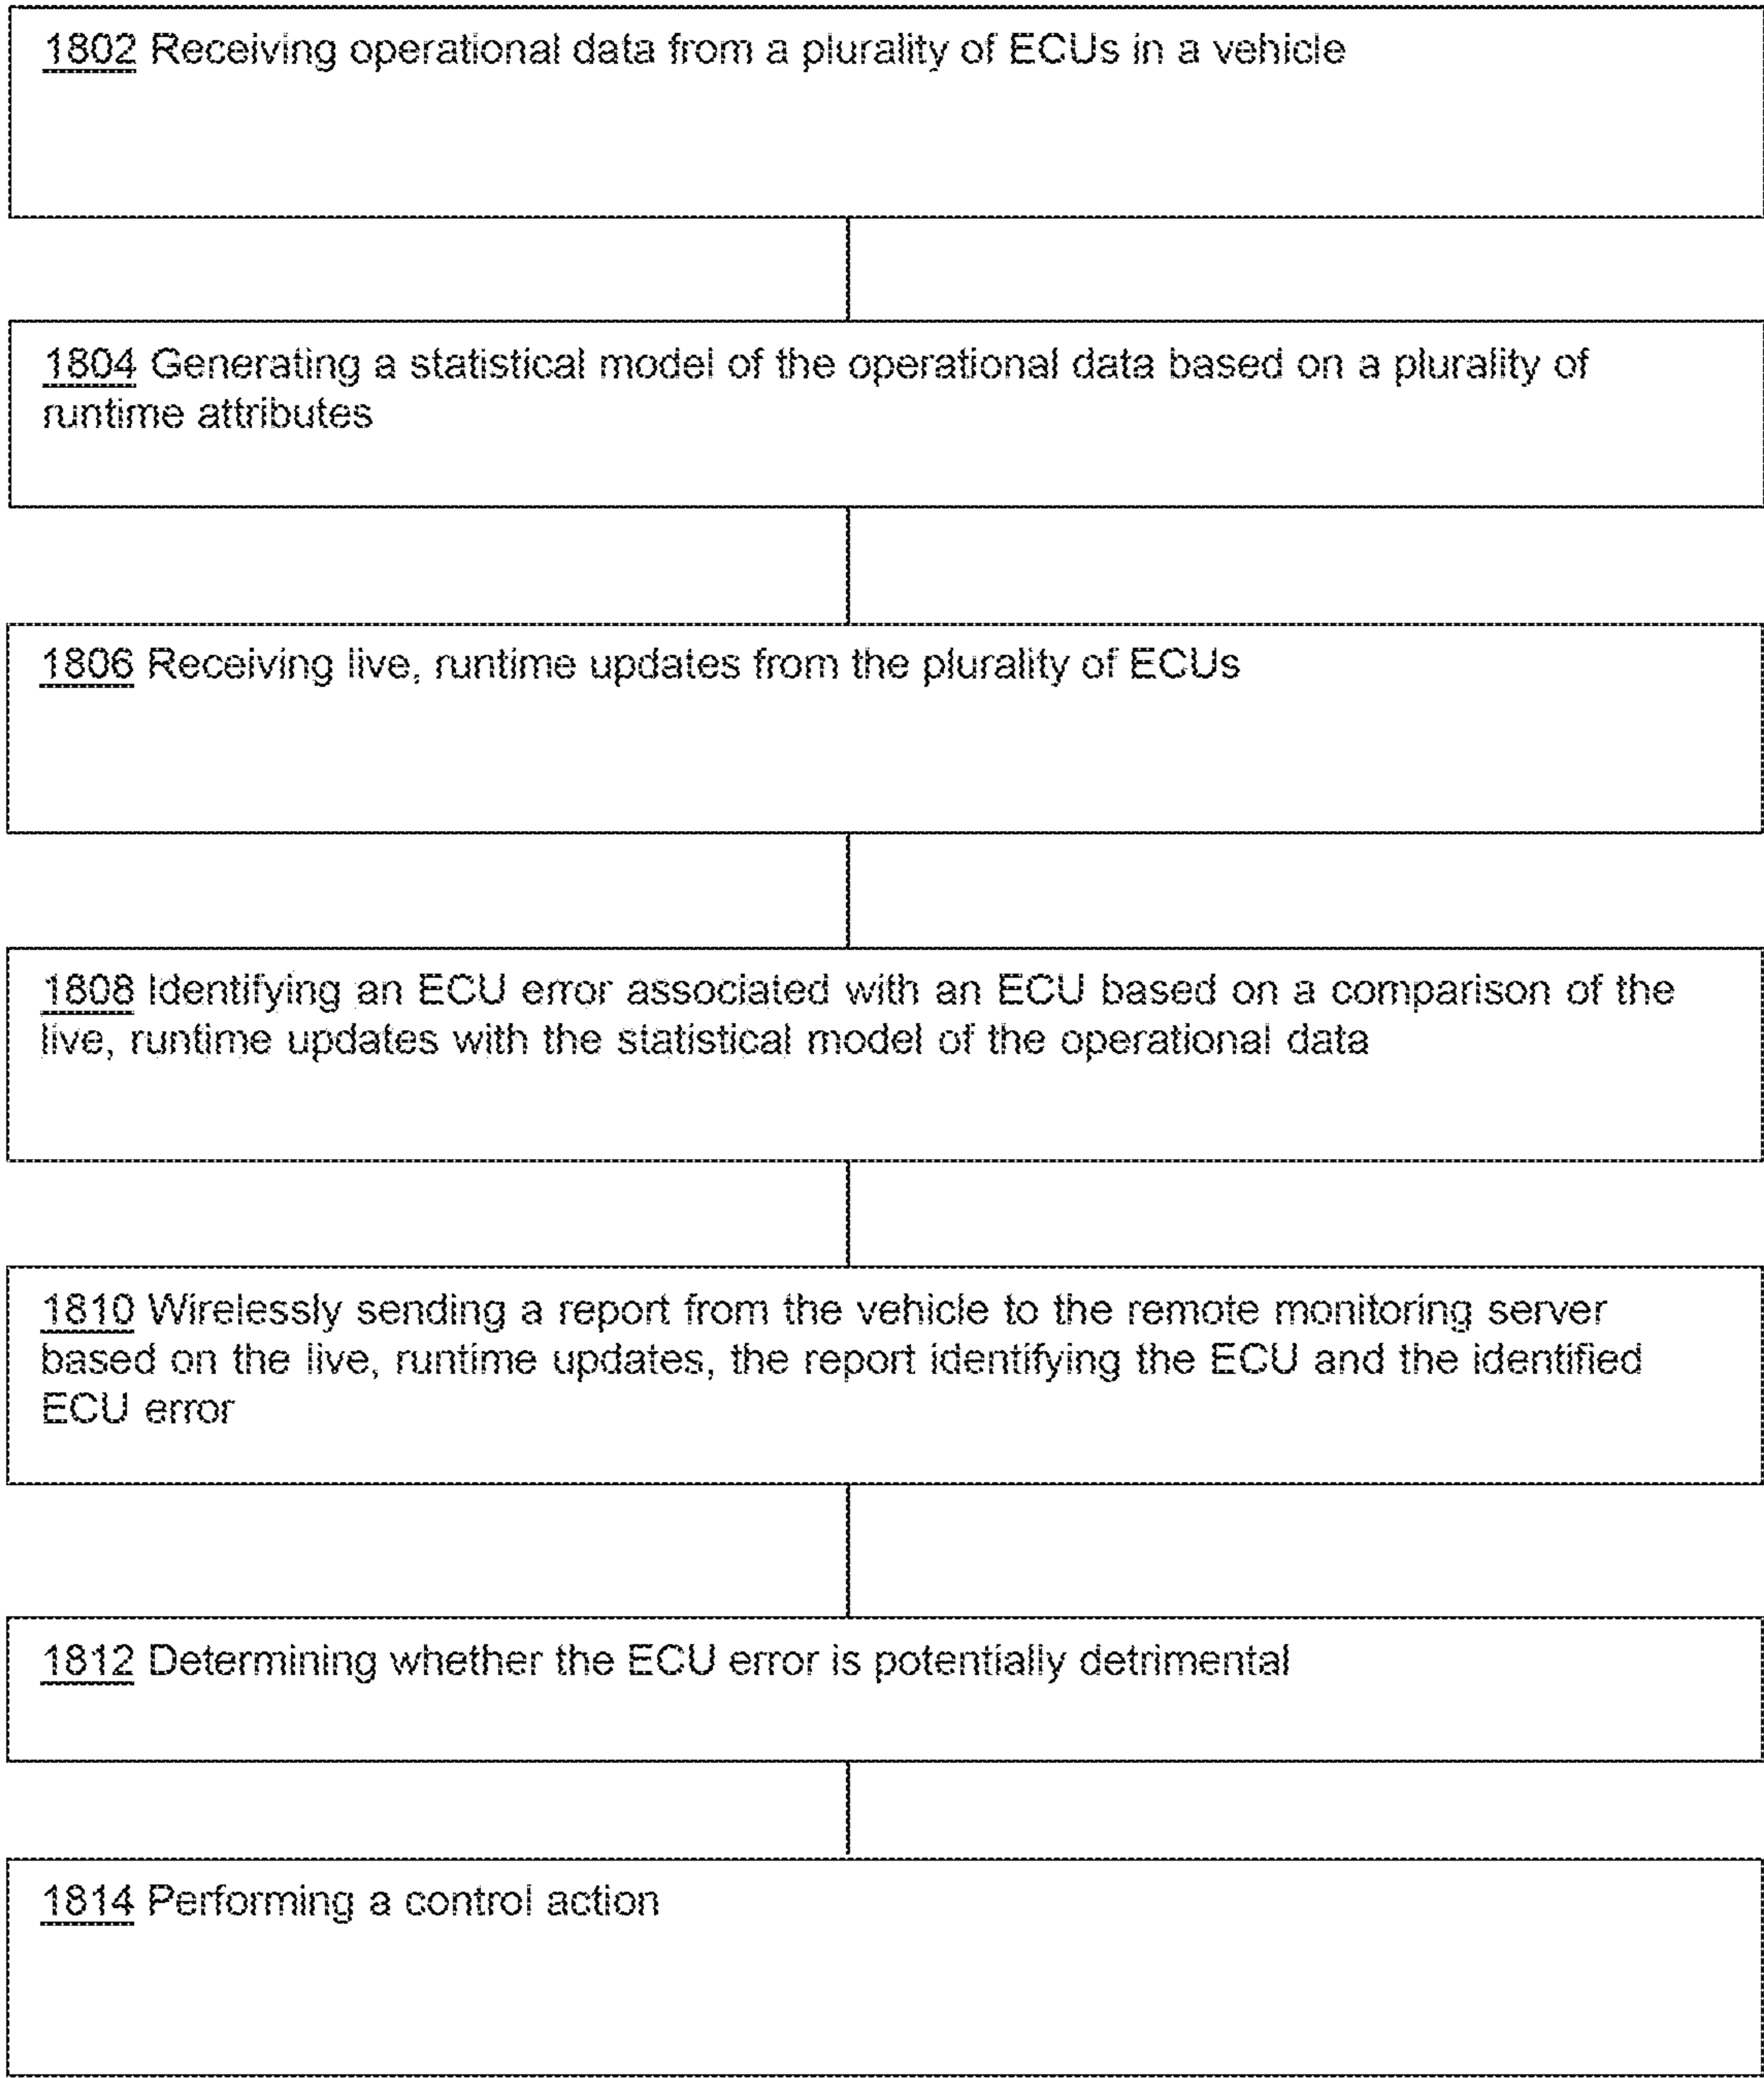 1802 Receiving operational data from a plurality of ECUs in a vehicle
1804 Generating a statistical model of the operational data based on a plurality of
runtime attributes
1806 Receiving live, runtime updates from the plurality of ECUs
1808 Identifying an ECU error associated with an ECU based on a comparison of the
live, runtime updates with the statistical model of the operational data
1810 Wirelessly sending a report from the vehicle to the remote monitoring server
based on the live, runtime updates, the report identifying the ECU and the identified
ECU error
1812 Determining whether the ECU error is potentially detrimental
1814 Performing a control action